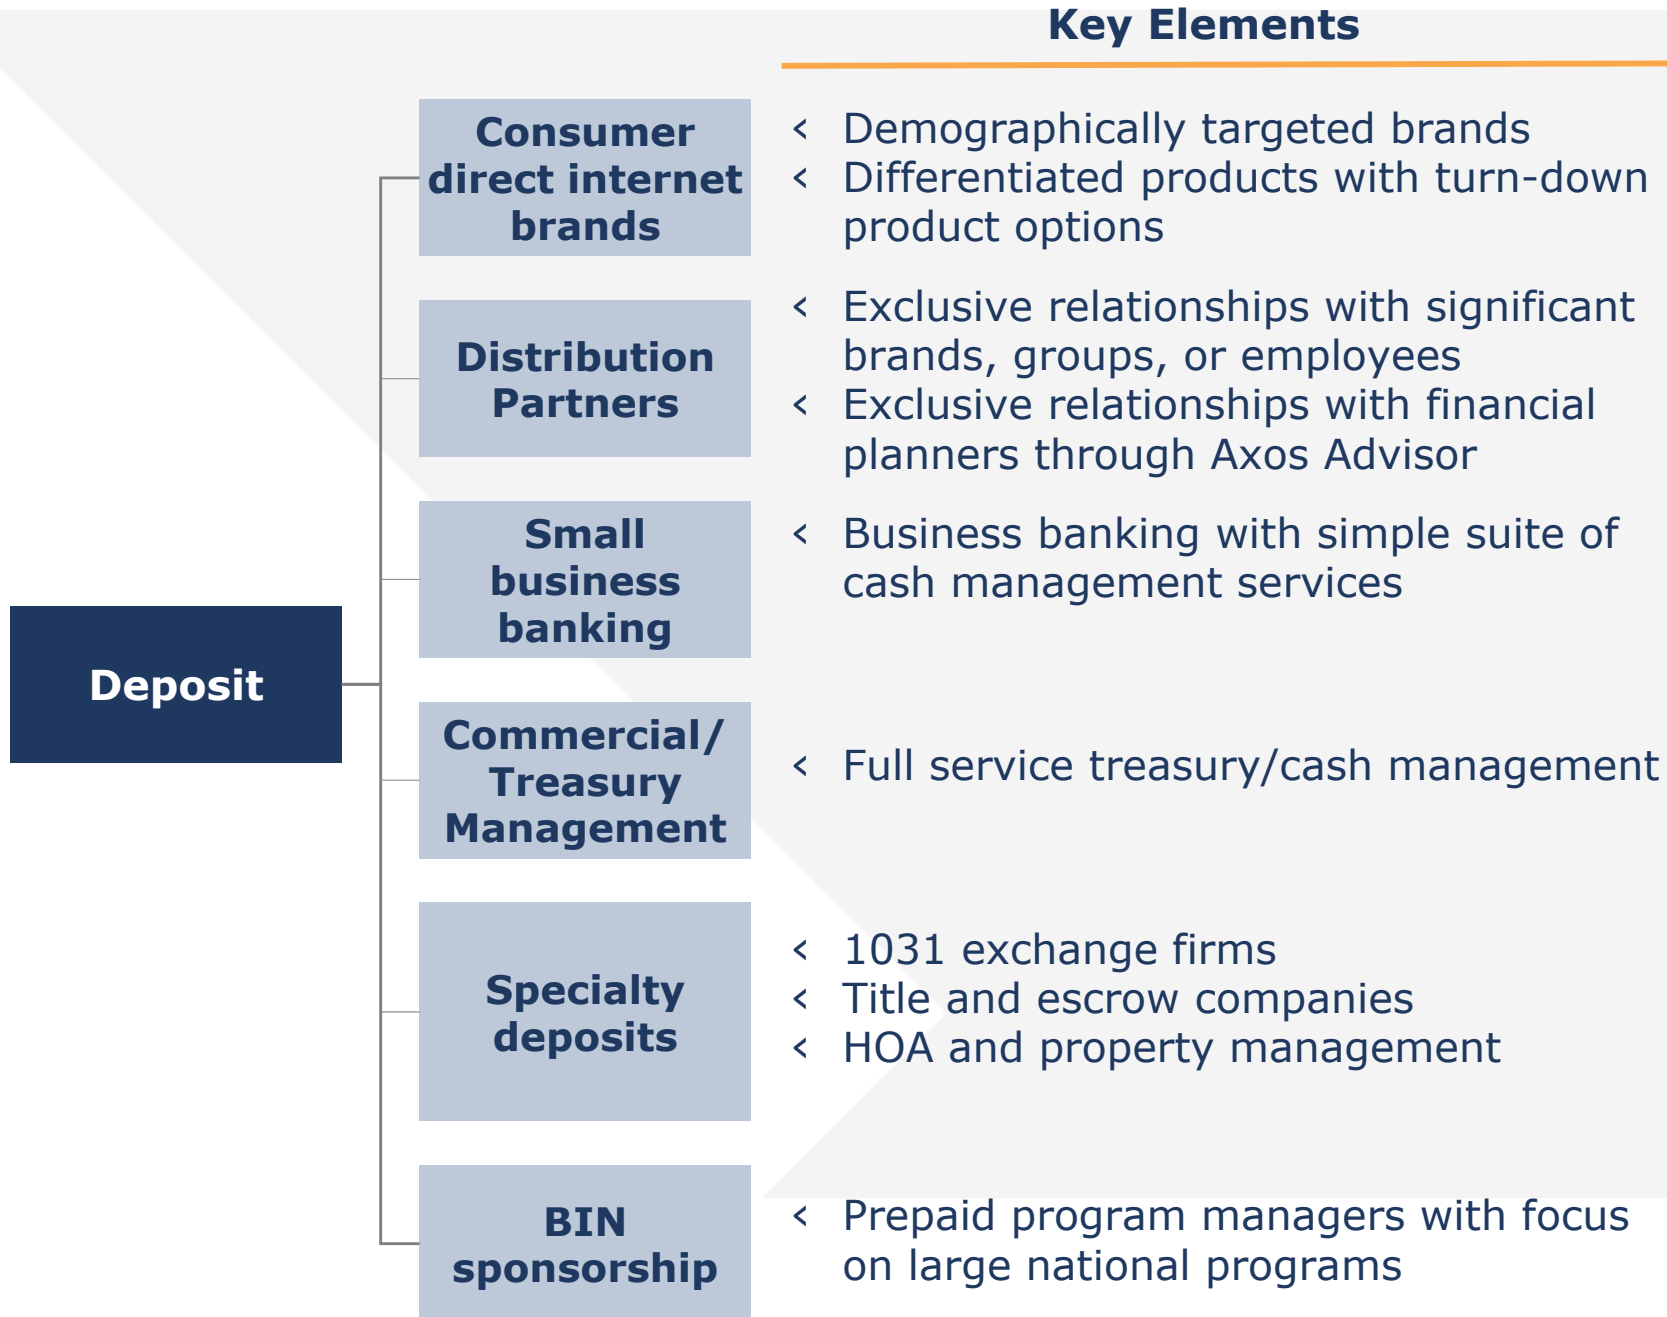 Key Elements
Consumer
direct internet
brands
‹ Demographically targeted brands
‹ Differentiated products with turn-down
product options
Distribution
Partners
‹ Exclusive relationships with significant
brands, groups, or employees
‹ Exclusive relationships with financial
planners through Axos Advisor
Small
business
banking
‹ Business banking with simple suite of
cash management services
Deposit
Commercial/
Treasury
Management
‹ Full service treasury/cash management
Specialty
deposits
‹ 1031 exchange firms
‹ Title and escrow companies
‹ HOA and property management
BIN
sponsorship
‹ Prepaid program managers with focus
on large national programs